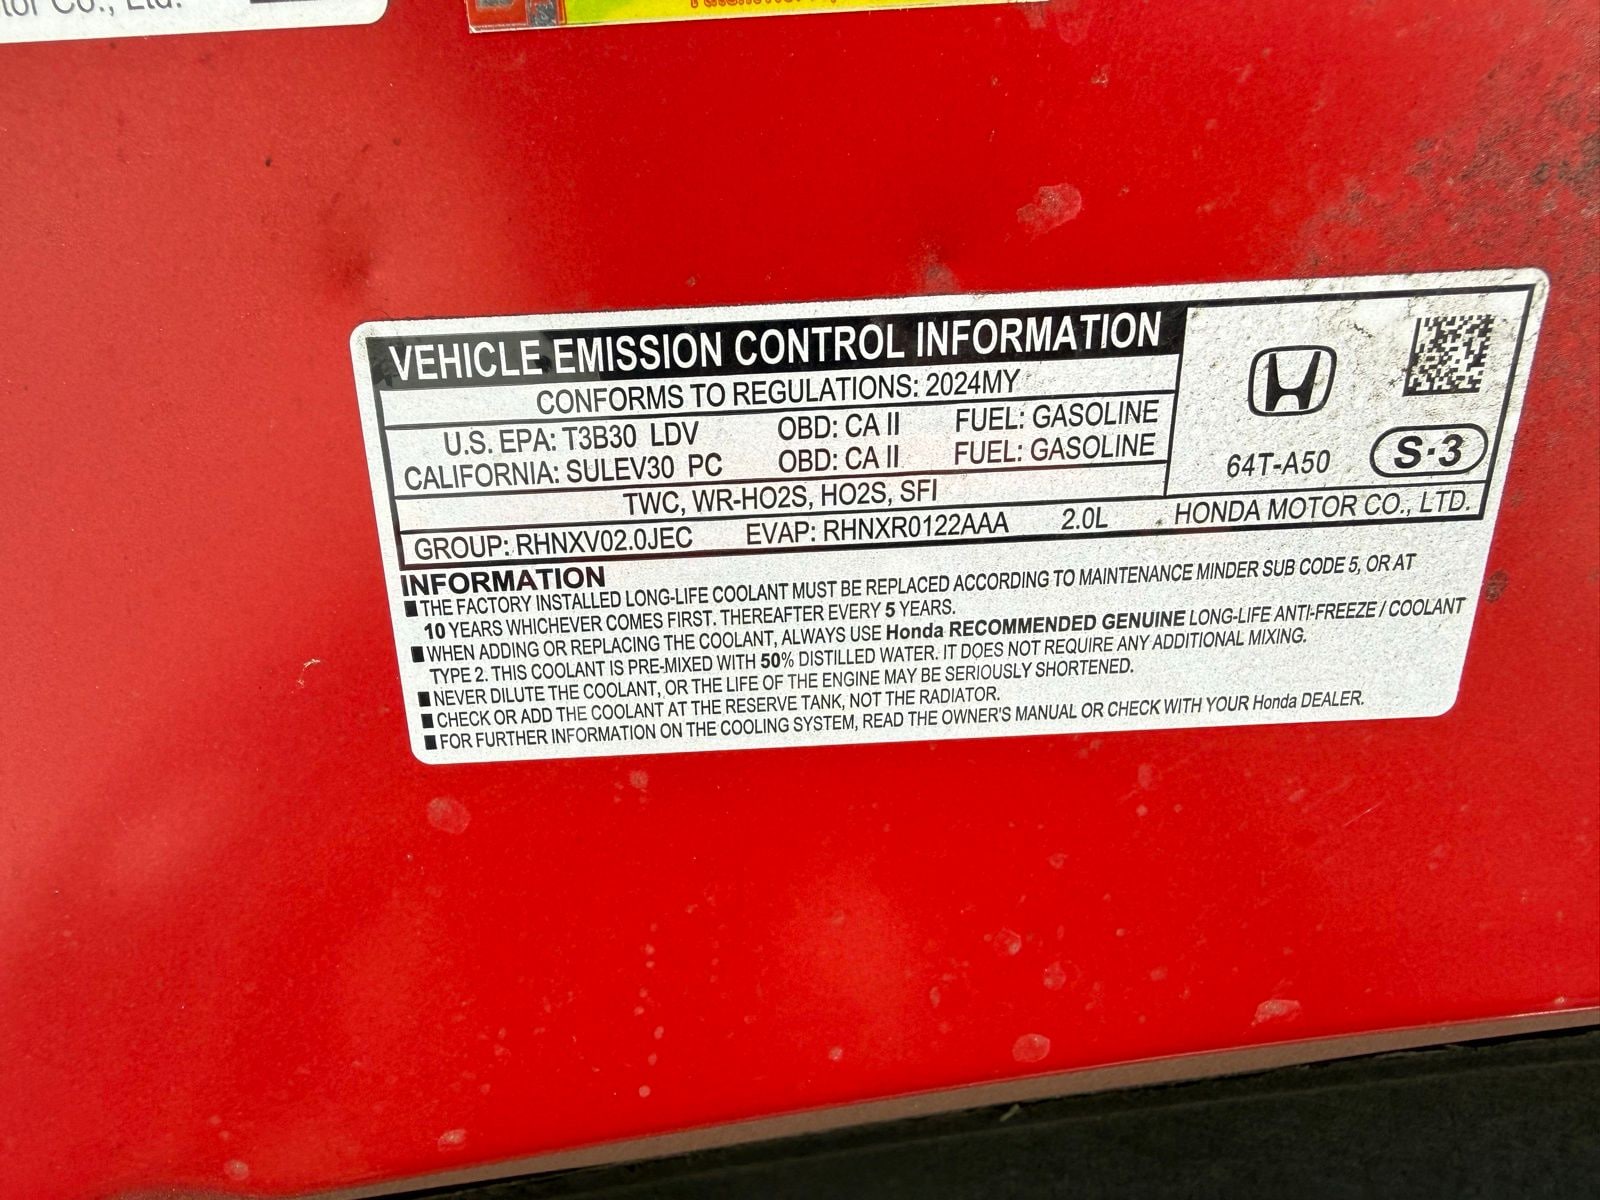 Co., Ltd.
VEHICLE EMISSION CONTROL INFORMATION
CONFORMS TO REGULATIONS: 2024MY
U.S. EPA: T3B30 LDV OBD: CA II FUEL: GASOLINE
CALIFORNIA: SULEV30 PC OBD: CA II FUEL: GASOLINE
64T-A50 S·3
TWC, WR-HO2S, HO2S, SFI
GROUP: RHNXV02.0JEC EVAP: RHNXR0122AAA 2.0L HONDA MOTOR CO., LTD.
INFORMATION
■ THE FACTORY INSTALLED LONG-LIFE COOLANT MUST BE REPLACED ACCORDING TO MAINTENANCE MINDER SUB CODE 5, OR AT
10 YEARS WHICHEVER COMES FIRST. THEREAFTER EVERY 5 YEARS.
■ WHEN ADDING OR REPLACING THE COOLANT, ALWAYS USE Honda RECOMMENDED GENUINE LONG-LIFE ANTI-FREEZE / COOLANT
TYPE 2. THIS COOLANT IS PRE-MIXED WITH 50% DISTILLED WATER. IT DOES NOT REQUIRE ANY ADDITIONAL MIXING.
■ NEVER DILUTE THE COOLANT, OR THE LIFE OF THE ENGINE MAY BE SERIOUSLY SHORTENED.
■ CHECK OR ADD THE COOLANT AT THE RESERVE TANK, NOT THE RADIATOR.
■ FOR FURTHER INFORMATION ON THE COOLING SYSTEM, READ THE OWNER'S MANUAL OR CHECK WITH YOUR Honda DEALER.